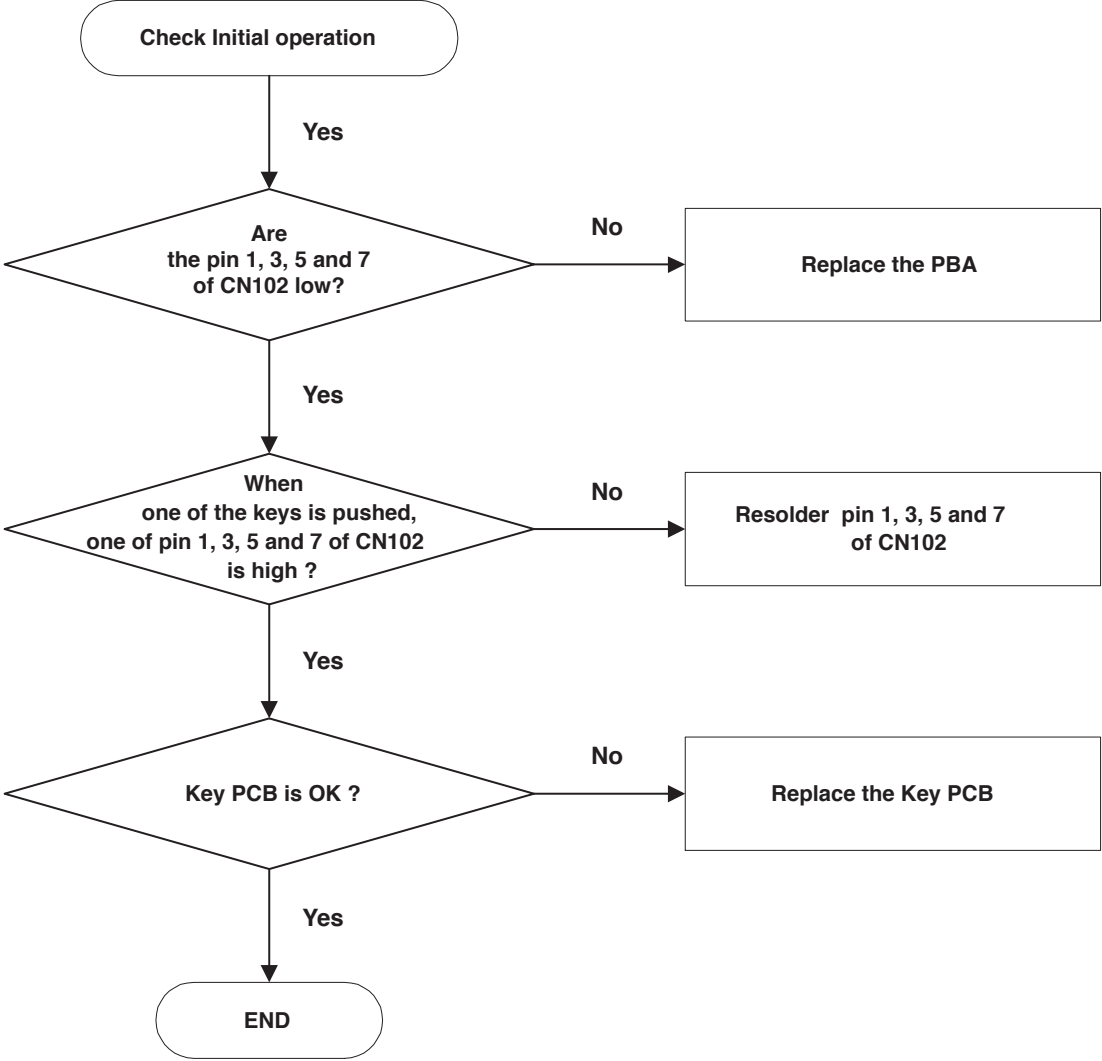 Check Initial operation
Yes
Are
the pin 1, 3, 5 and 7
of CN102 low?
No
Replace the PBA
Yes
When
one of the keys is pushed,
one of pin 1, 3, 5 and 7 of CN102
is high ?
No
Resolder pin 1, 3, 5 and 7
of CN102
Yes
Key PCB is OK ?
No
Replace the Key PCB
Yes
END